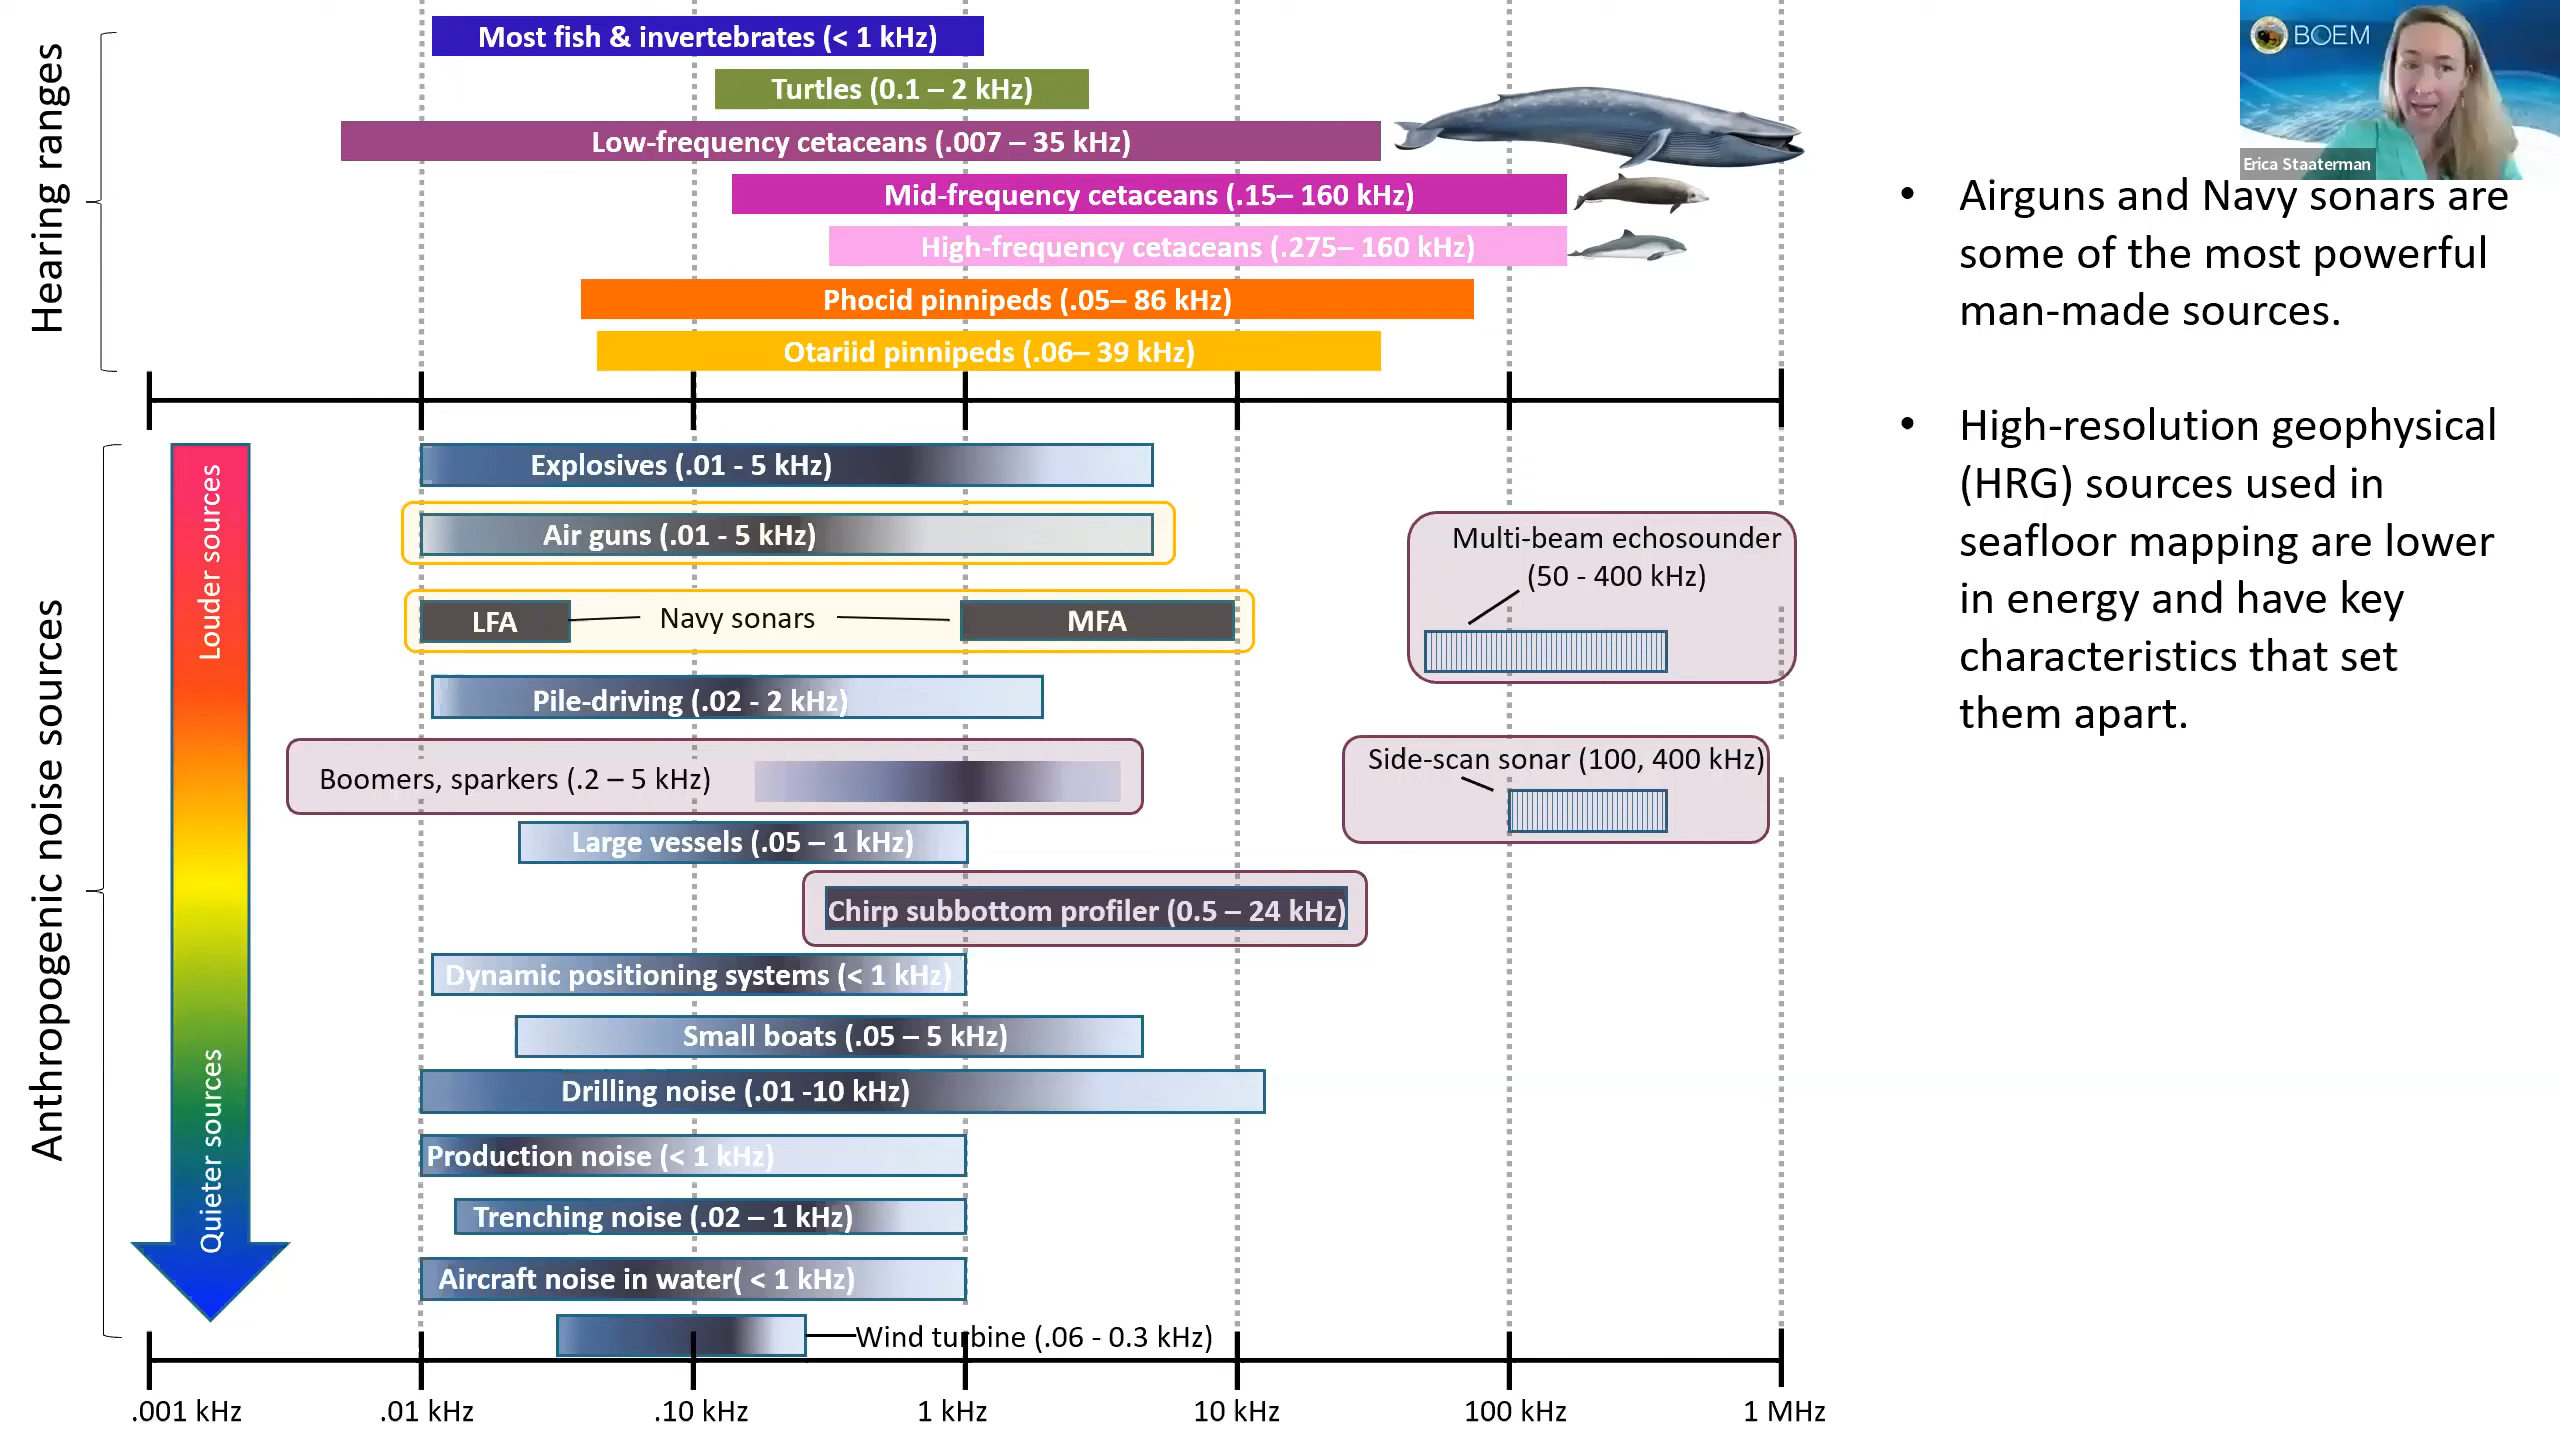 Hearing ranges
Most fish & invertebrates (< 1 kHz)
Turtles (0.1 – 2 kHz)
Low-frequency cetaceans (.007 – 35 kHz)
Mid-frequency cetaceans (.15– 160 kHz)
High-frequency cetaceans (.275– 160 kHz)
Phocid pinnipeds (.05– 86 kHz)
Otariid pinnipeds (.06– 39 kHz)
Anthropogenic noise sources
Louder sources
Quieter sources
Explosives (.01 - 5 kHz)
Air guns (.01 - 5 kHz)
LFA
Navy sonars
MFA
Multi-beam echosounder
(50 - 400 kHz)
Pile-driving (.02 - 2 kHz)
Boomers, sparkers (.2 – 5 kHz)
Side-scan sonar (100, 400 kHz)
Large vessels (.05 – 1 kHz)
Chirp subbottom profiler (0.5 – 24 kHz)
Dynamic positioning systems (< 1 kHz)
Small boats (.05 – 5 kHz)
Drilling noise (.01 -10 kHz)
Production noise (< 1 kHz)
Trenching noise (.02 – 1 kHz)
Aircraft noise in water( < 1 kHz)
Wind turbine (.06 - 0.3 kHz)
.001 kHz
.01 kHz
.10 kHz
1 kHz
10 kHz
100 kHz
1 MHz
BOEM
Erica Staaterman
• Airguns and Navy sonars are
some of the most powerful
man-made sources.
• High-resolution geophysical
(HRG) sources used in
seafloor mapping are lower
in energy and have key
characteristics that set
them apart.